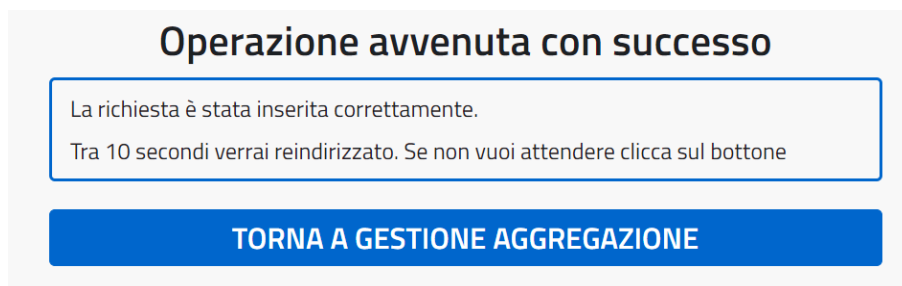 Operazione avvenuta con successo
La richiesta è stata inserita correttamente.
Tra 10 secondi verrai reindirizzato. Se non vuoi attendere clicca sul bottone
TORNA A GESTIONE AGGREGAZIONE